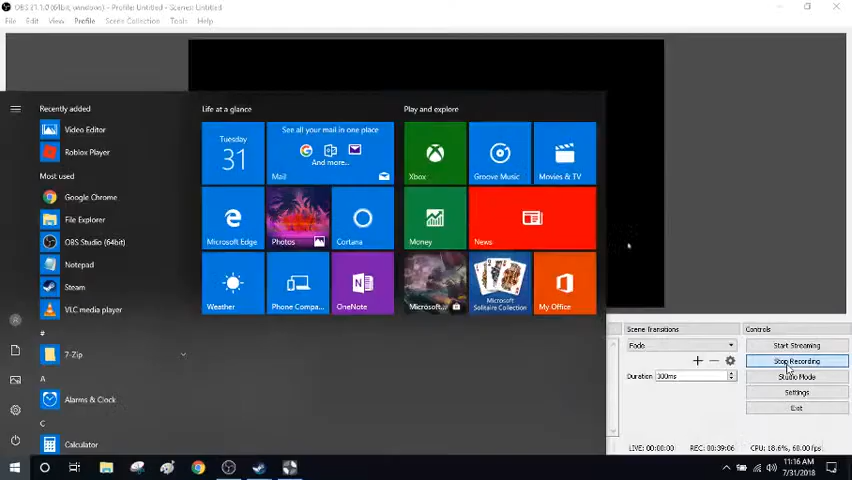 OBS 21.1.0 (64bit, windows) - Profile: Untitled - Scenes: Untitled
File Edit View Profile Scene Collection Tools Help
Recently added
Video Editor
Roblox Player
Most used
Google Chrome
File Explorer
OBS Studio (64bit)
Notepad
Steam
VLC media player
#
7-Zip
A
Alarms & Clock
C
Calculator
Life at a glance
Tuesday
31
See all your mail in one place
And more...
Mail
Microsoft Edge
Photos
Cortana
Weather
Phone Compa...
OneNote
Play and explore
Xbox
Groove Music
Movies & TV
Money
News
Microsoft...
Microsoft
Solitaire Collection
My Office
Scene Transitions
Fade
Duration 300ms
Controls
Start Streaming
Stop Recording
Studio Mode
Settings
Exit
LIVE: 00:00:00 REC: 00:39:06 CPU: 18.6%, 60.00 fps
11:16 AM
7/31/2018